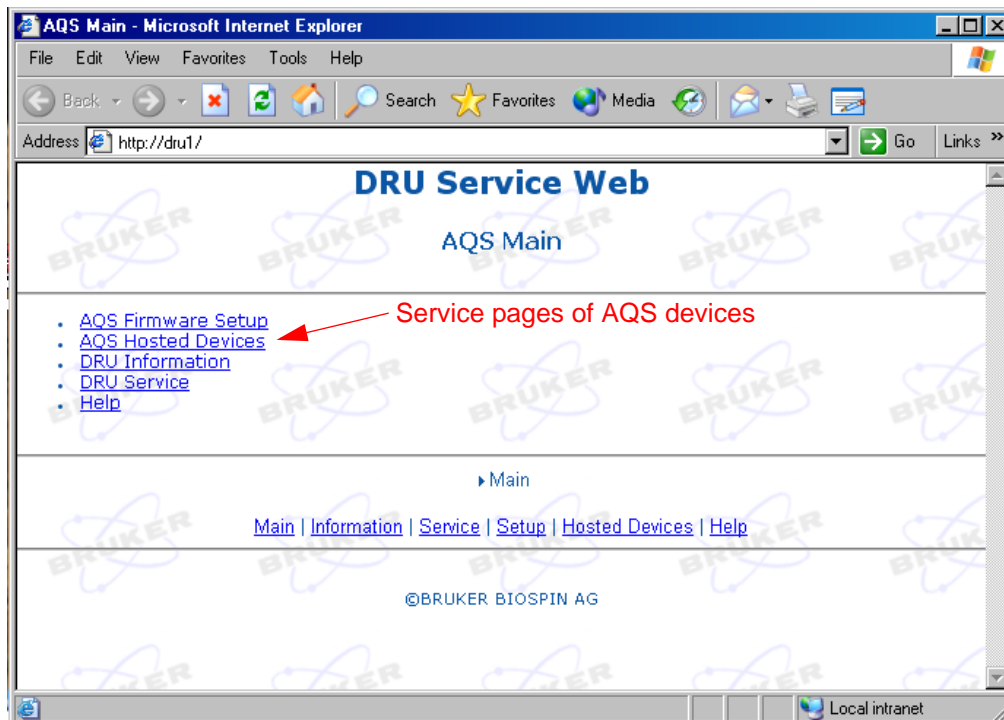 AQS Main - Microsoft Internet Explorer
File Edit View Favorites Tools Help
Back Search Favorites Media
Address http://dru1/ Go Links »
DRU Service Web
AQS Main
AQS Firmware Setup
Service pages of AQS devices
AQS Hosted Devices
DRU Information
DRU Service
Help
Main
Main | Information | Service | Setup | Hosted Devices | Help
©BRUKER BIOSPIN AG
BRUKER
Local intranet